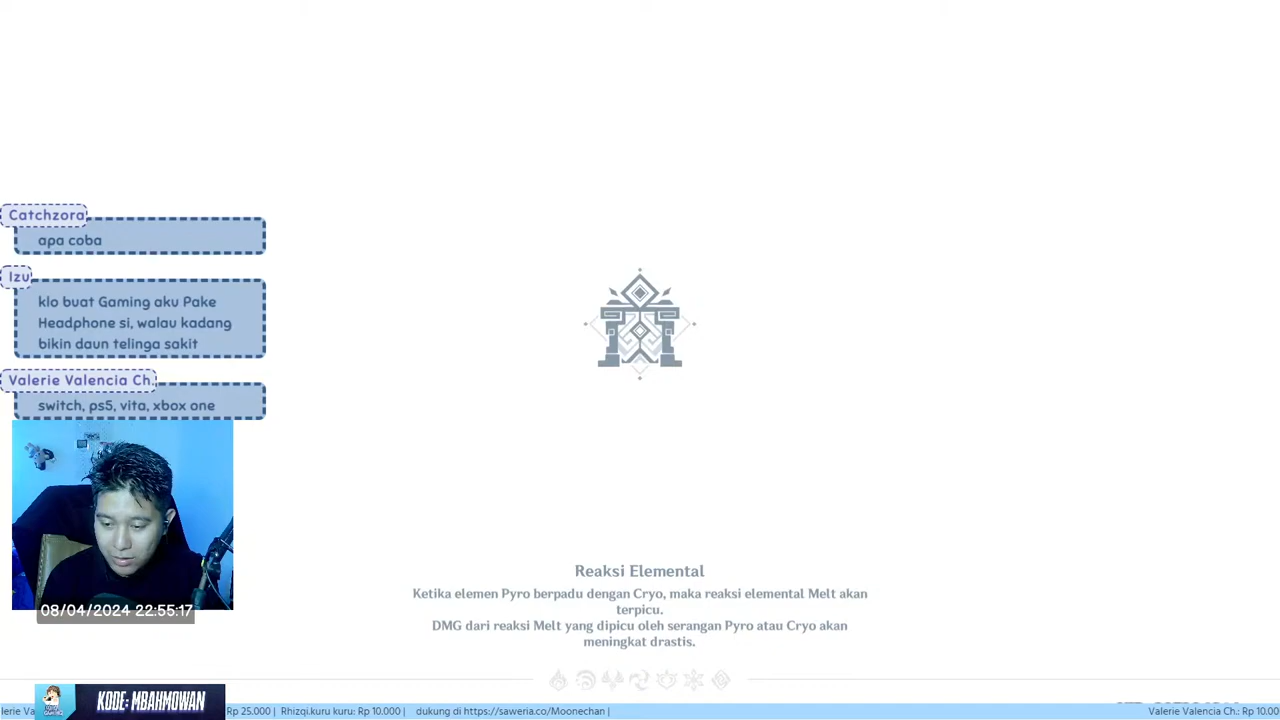 Catchzora
apa coba
Izu
klo buat Gaming aku Pake
Headphone si, walau kadang
bikin daun telinga sakit
Valerie Valencia Ch.
switch, ps5, vita, xbox one
08/04/2024 22:55:17
Reaksi Elemental
Ketika elemen Pyro berpadu dengan Cryo, maka reaksi elemental Melt akan
terpicu.
DMG dari reaksi Melt yang dipicu oleh serangan Pyro atau Cryo akan
meningkat drastis.
KODE: MBAHMOWAN
lerie Va Rp 25.000 | Rhizqi.kuru kuru: Rp 10.000 | dukung di https://saweria.co/Moonechan | Valerie Valencia Ch.: Rp 10.00